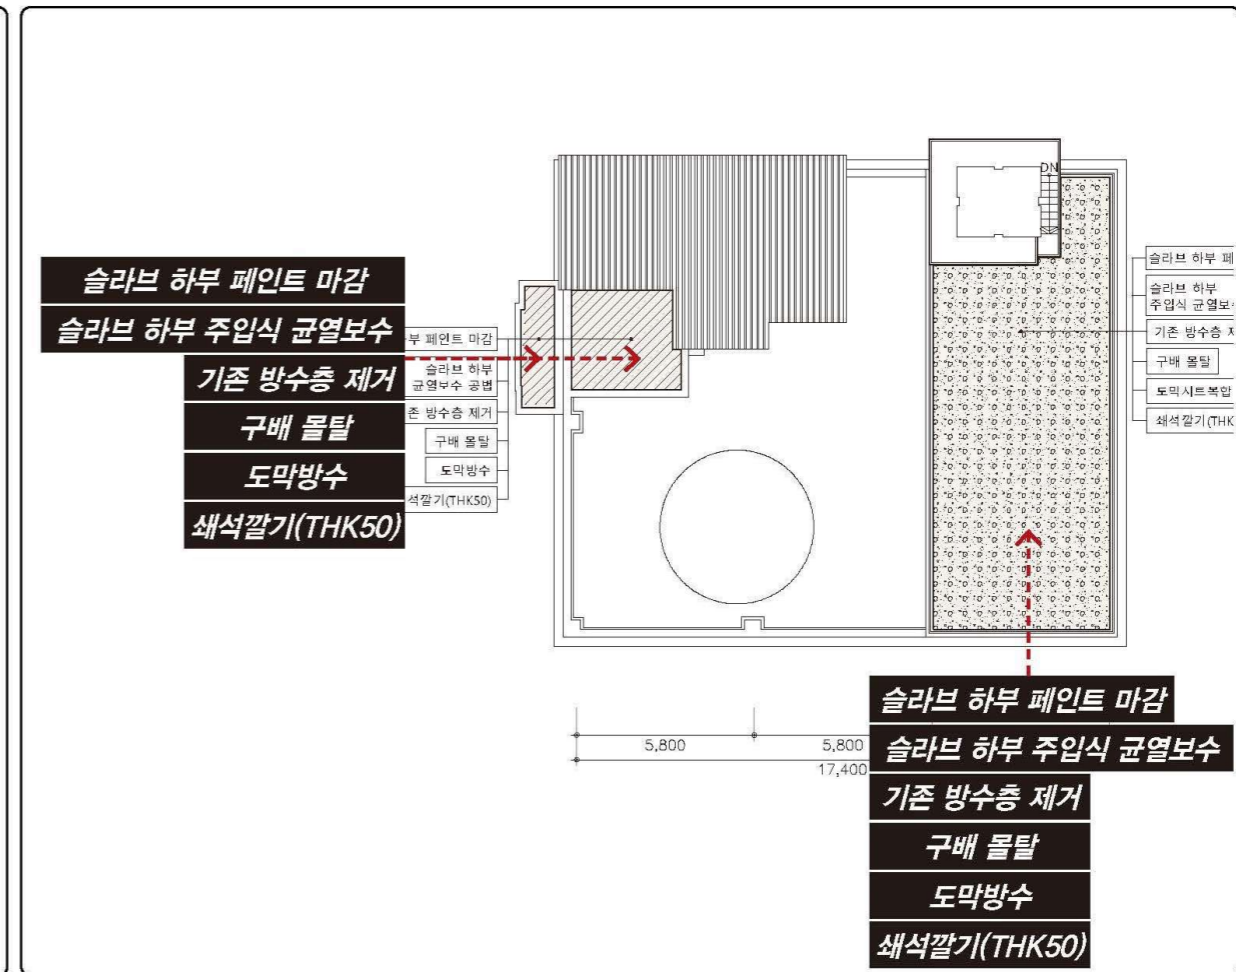 DN
슬라브 하부 페인트 마감
슬라브 하부 주입식 균열보수
기존 방수층 제거
구배 몰탈
도막방수
쇄석깔기(THK50)
부 페인트 마감
슬라브 하부
균열보수 공법
존 방수층 제거
구배 몰탈
도막방수
석깔기(THK50)
슬라브 하부 페
슬라브 하부
주입식 균열보
기존 방수층
구배 몰탈
도막시트복합
쇄석깔기(THK
5,800
5,800
17,400
슬라브 하부 페인트 마감
슬라브 하부 주입식 균열보수
기존 방수층 제거
구배 몰탈
도막방수
쇄석깔기(THK50)